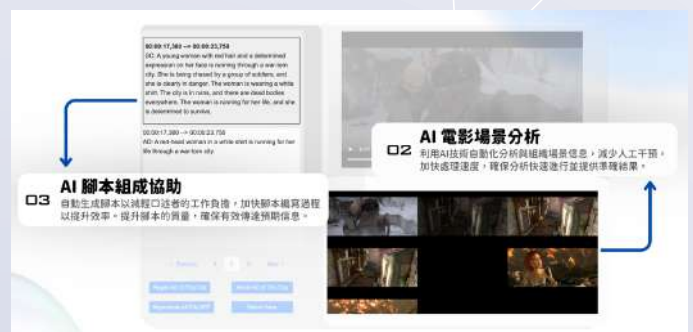 00:00:17,380 --> 00:00:23,758
GC: A young woman with red hair and a determined
expression on her face is running through a war-torn
city. She is being chased by a group of soldiers, and
she is clearly in danger. The woman is wearing a white
shirt. The city is in ruins, and there are dead bodies
everywhere. The woman is running for her life, and she
is determined to survive.
00:00:17,380 --> 00:00:23,758
AD: A red-head woman in a white shirt is running for her
life through a war-torn city.
02
AI 電影場景分析
利用AI技術自動化分析與組織場景信息，減少人工干預，
加快處理速度，確保分析快速進行並提供準確結果。
03
AI 腳本組成協助
自動生成腳本以減輕口述者的工作負擔，加快腳本編寫過程
以提升效率。提升腳本的質量，確保有效傳達預期信息。